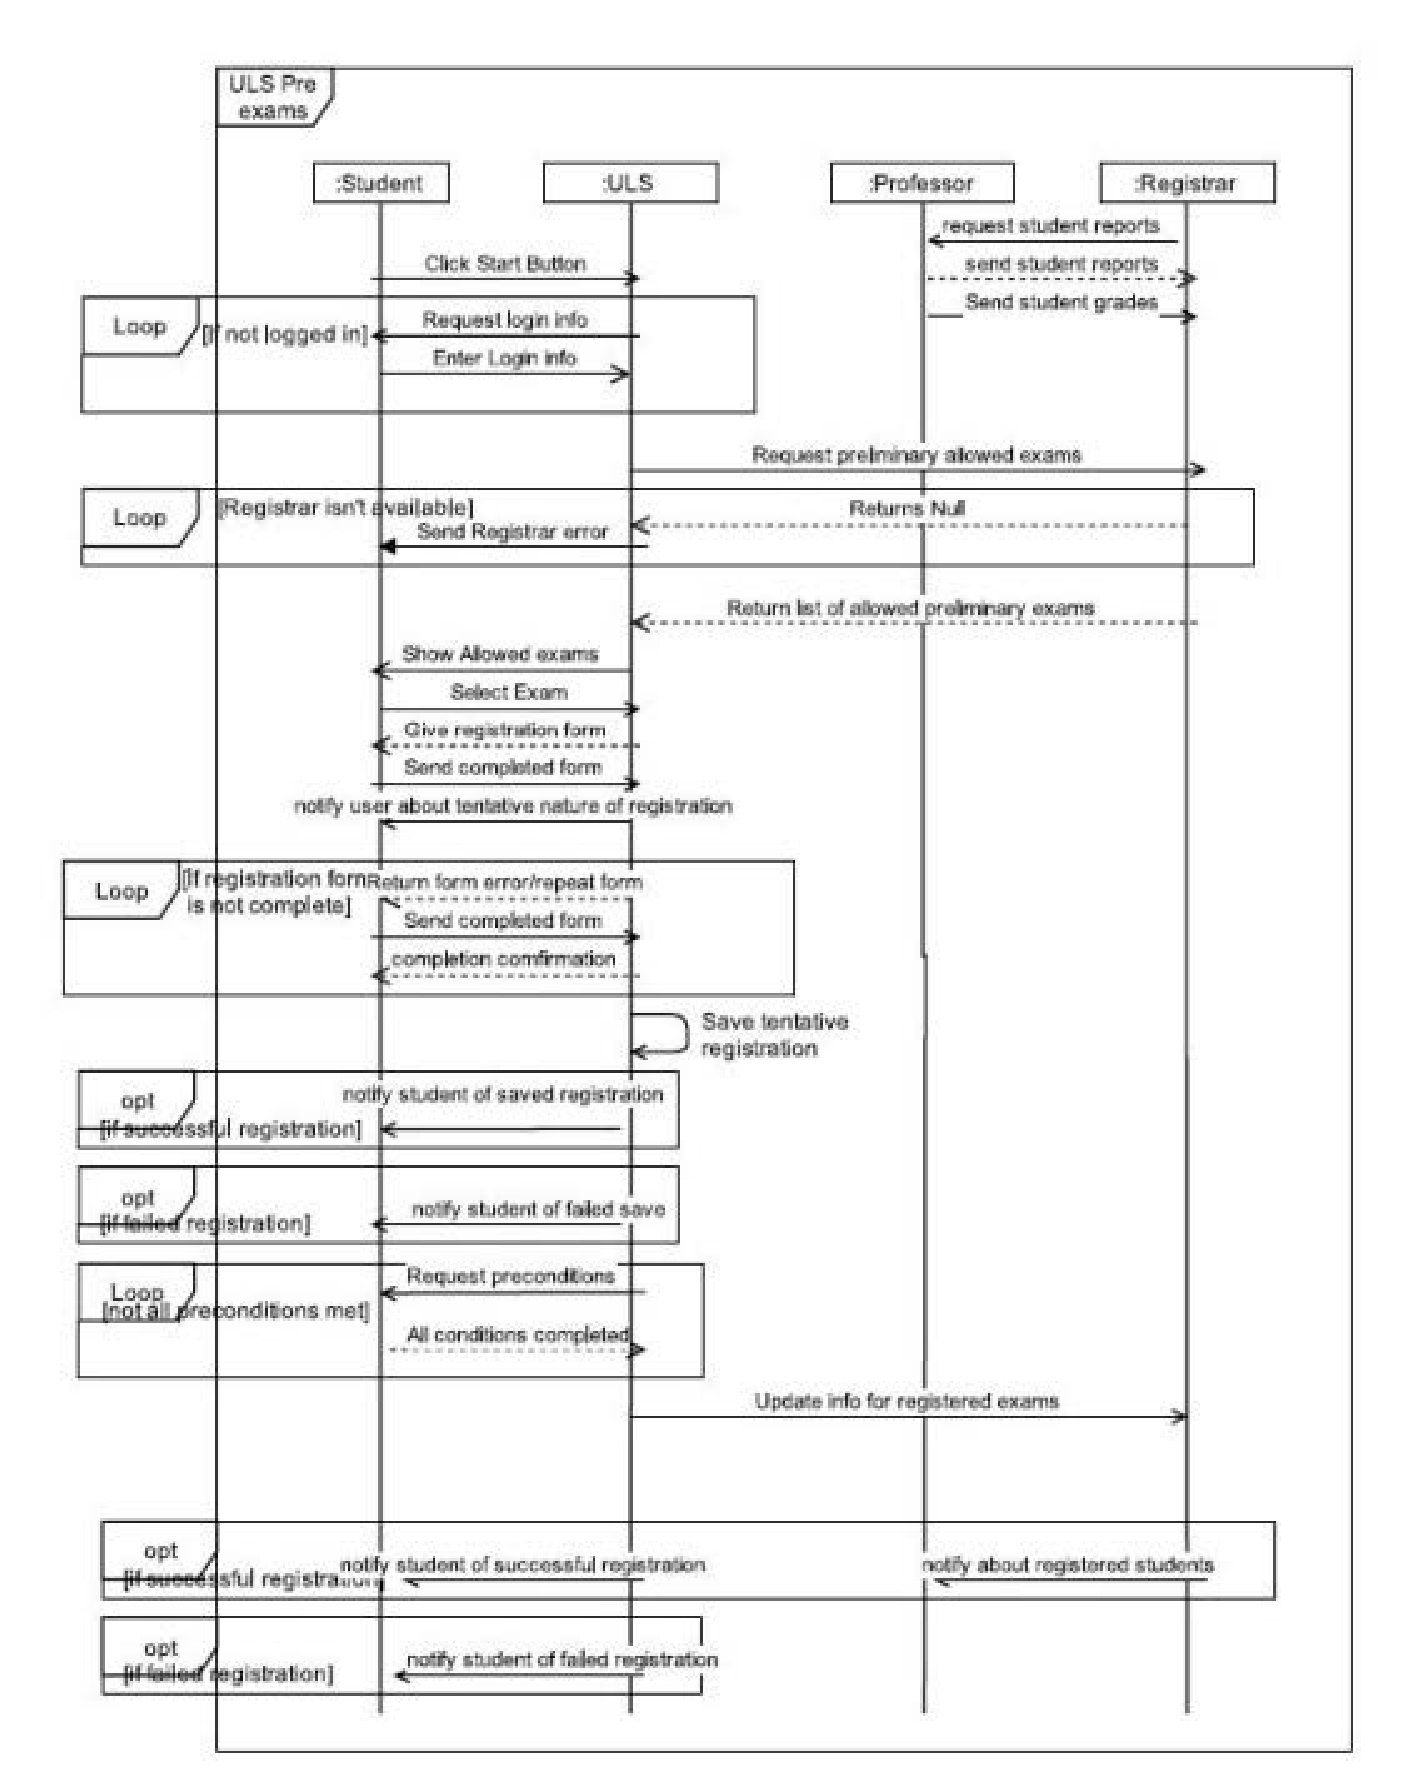 ULS Pre
exams
:Student
:ULS
:Professor
:Registrar
request student reports
Click Start Button
send student reports
Send student grades
Loop
[If not logged in]
Request login info
Enter Login info
Request preliminary allowed exams
Loop
[Registrar isn't available]
Returns Null
Send Registrar error
Return list of allowed preliminary exams
Show Allowed exams
Select Exam
Give registration form
Send completed form
notify user about tentative nature of registration
Loop
[If registration form
is not complete]
Return form error/repeat form
Send completed form
completion comfirmation
Save tentative
registration
opt
[if successful registration]
notify student of saved registration
opt
[if failed registration]
notify student of failed save
Loop
[not all preconditions met]
Request preconditions
All conditions completed
Update info for registered exams
opt
[if successful registration]
notify student of successful registration
notify about registered students
opt
[if failed registration]
notify student of failed registration